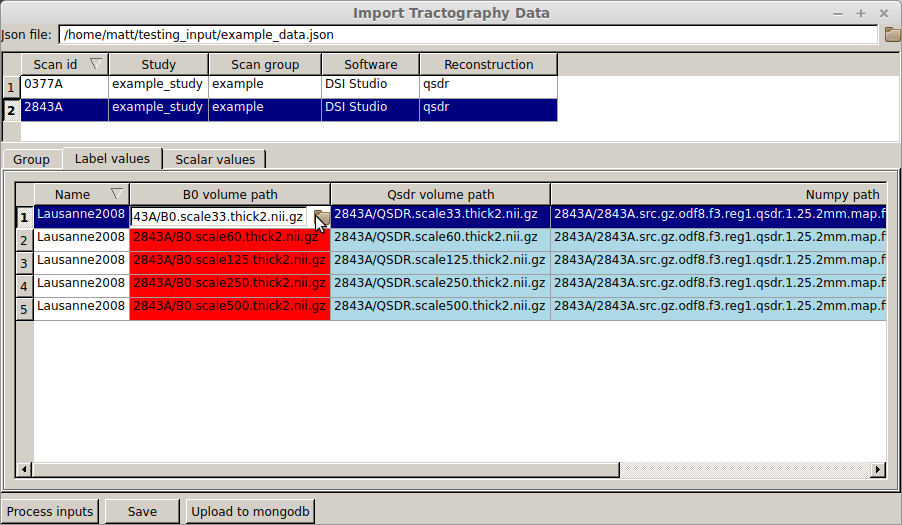 Import Tractography Data
Json file: /home/matt/testing_input/example_data.json
Scan id Study Scan group Software Reconstruction
1 0377A example_study example DSI Studio qsdr
2 2843A example_study example DSI Studio qsdr
Group Label values Scalar values
Name B0 volume path Qsdr volume path Numpy path
1 Lausanne2008 43A/B0.scale33.thick2.nii.gz 2843A/QSDR.scale33.thick2.nii.gz 2843A/2843A.src.gz.odf8.f3.reg1.qsdr.1.25.2mm.map.f
2 Lausanne2008 2843A/B0.scale60.thick2.nii.gz 2843A/QSDR.scale60.thick2.nii.gz 2843A/2843A.src.gz.odf8.f3.reg1.qsdr.1.25.2mm.map.f
3 Lausanne2008 2843A/B0.scale125.thick2.nii.gz 2843A/QSDR.scale125.thick2.nii.gz 2843A/2843A.src.gz.odf8.f3.reg1.qsdr.1.25.2mm.map.f
4 Lausanne2008 2843A/B0.scale250.thick2.nii.gz 2843A/QSDR.scale250.thick2.nii.gz 2843A/2843A.src.gz.odf8.f3.reg1.qsdr.1.25.2mm.map.f
5 Lausanne2008 2843A/B0.scale500.thick2.nii.gz 2843A/QSDR.scale500.thick2.nii.gz 2843A/2843A.src.gz.odf8.f3.reg1.qsdr.1.25.2mm.map.f
Process inputs Save Upload to mongodb